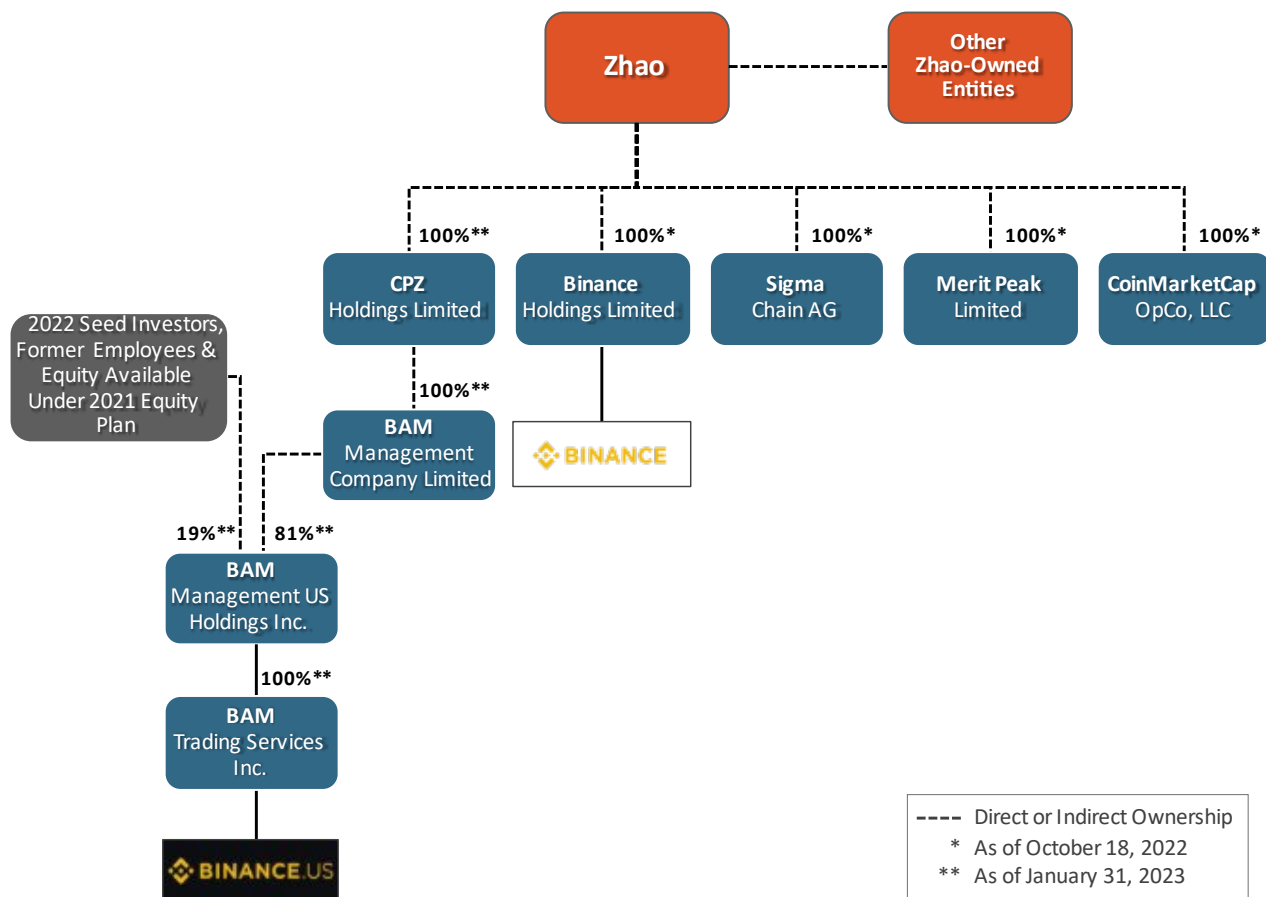 Zhao
Other
Zhao-Owned
Entities
100%**
100%*
100%*
100%*
100%*
CPZ
Holdings Limited
Binance
Holdings Limited
Sigma
Chain AG
Merit Peak
Limited
CoinMarketCap
OpCo, LLC
2022 Seed Investors,
Former Employees &
Equity Available
Under 2021 Equity
Plan
100%**
BAM
Management
Company Limited
BINANCE
19%**
81%**
BAM
Management US
Holdings Inc.
100%**
BAM
Trading Services
Inc.
BINANCE.US
---- Direct or Indirect Ownership
* As of October 18, 2022
** As of January 31, 2023